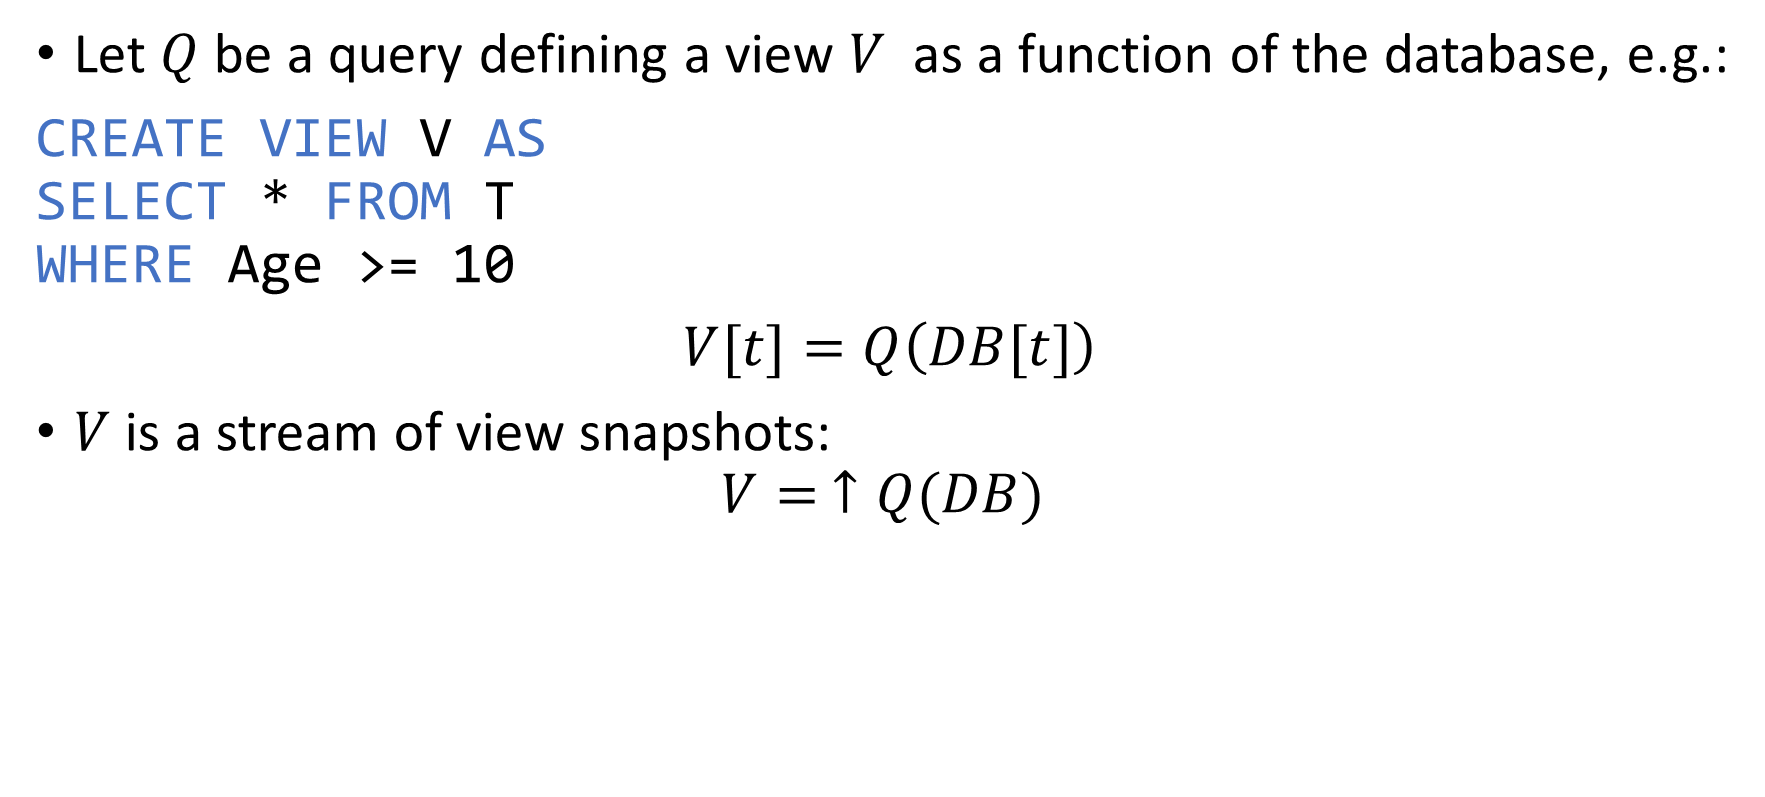 • Let Q be a query defining a view V as a function of the database, e.g.:
CREATE VIEW V AS
SELECT * FROM T
WHERE Age >= 10
V[t] = Q(DB[t])
• V is a stream of view snapshots:
V =↑ Q(DB)